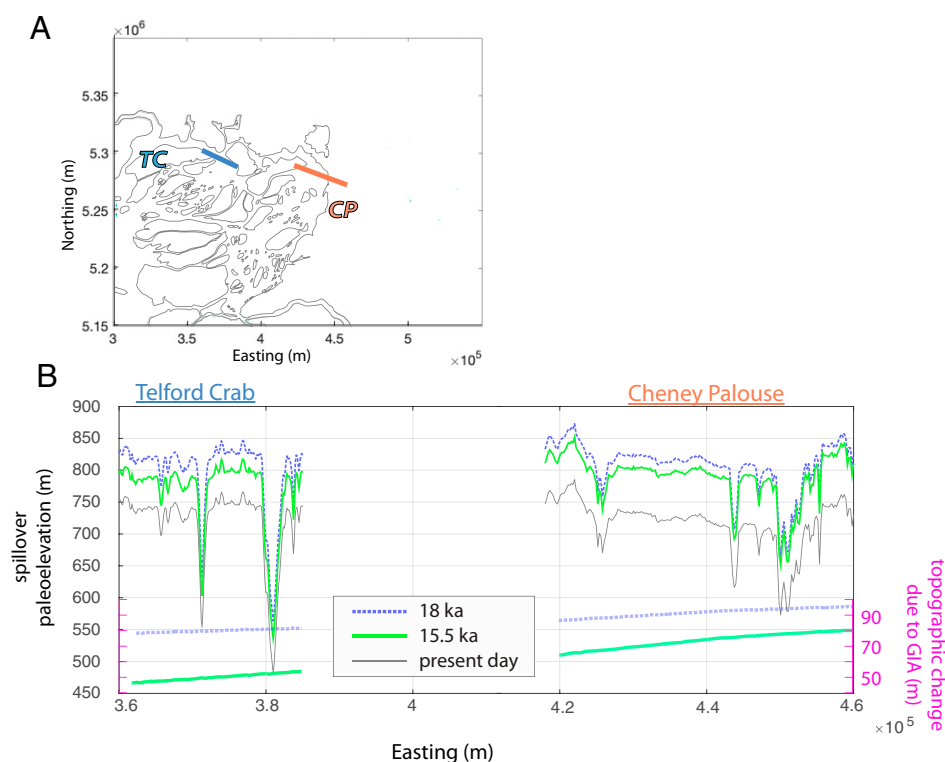 A
×10⁶
5.35
5.3
5.25
5.2
5.15
Northing (m)
TC
CP
3
3.5
4
4.5
5
Easting (m)
×10⁵
B
Telford Crab
Cheney Palouse
900
850
800
750
700
650
600
550
500
450
spillover
paleoelevation (m)
18 ka
15.5 ka
present day
90
70
50
topographic change
due to GIA (m)
3.6
3.8
4
4.2
4.4
4.6
×10⁵
Easting (m)